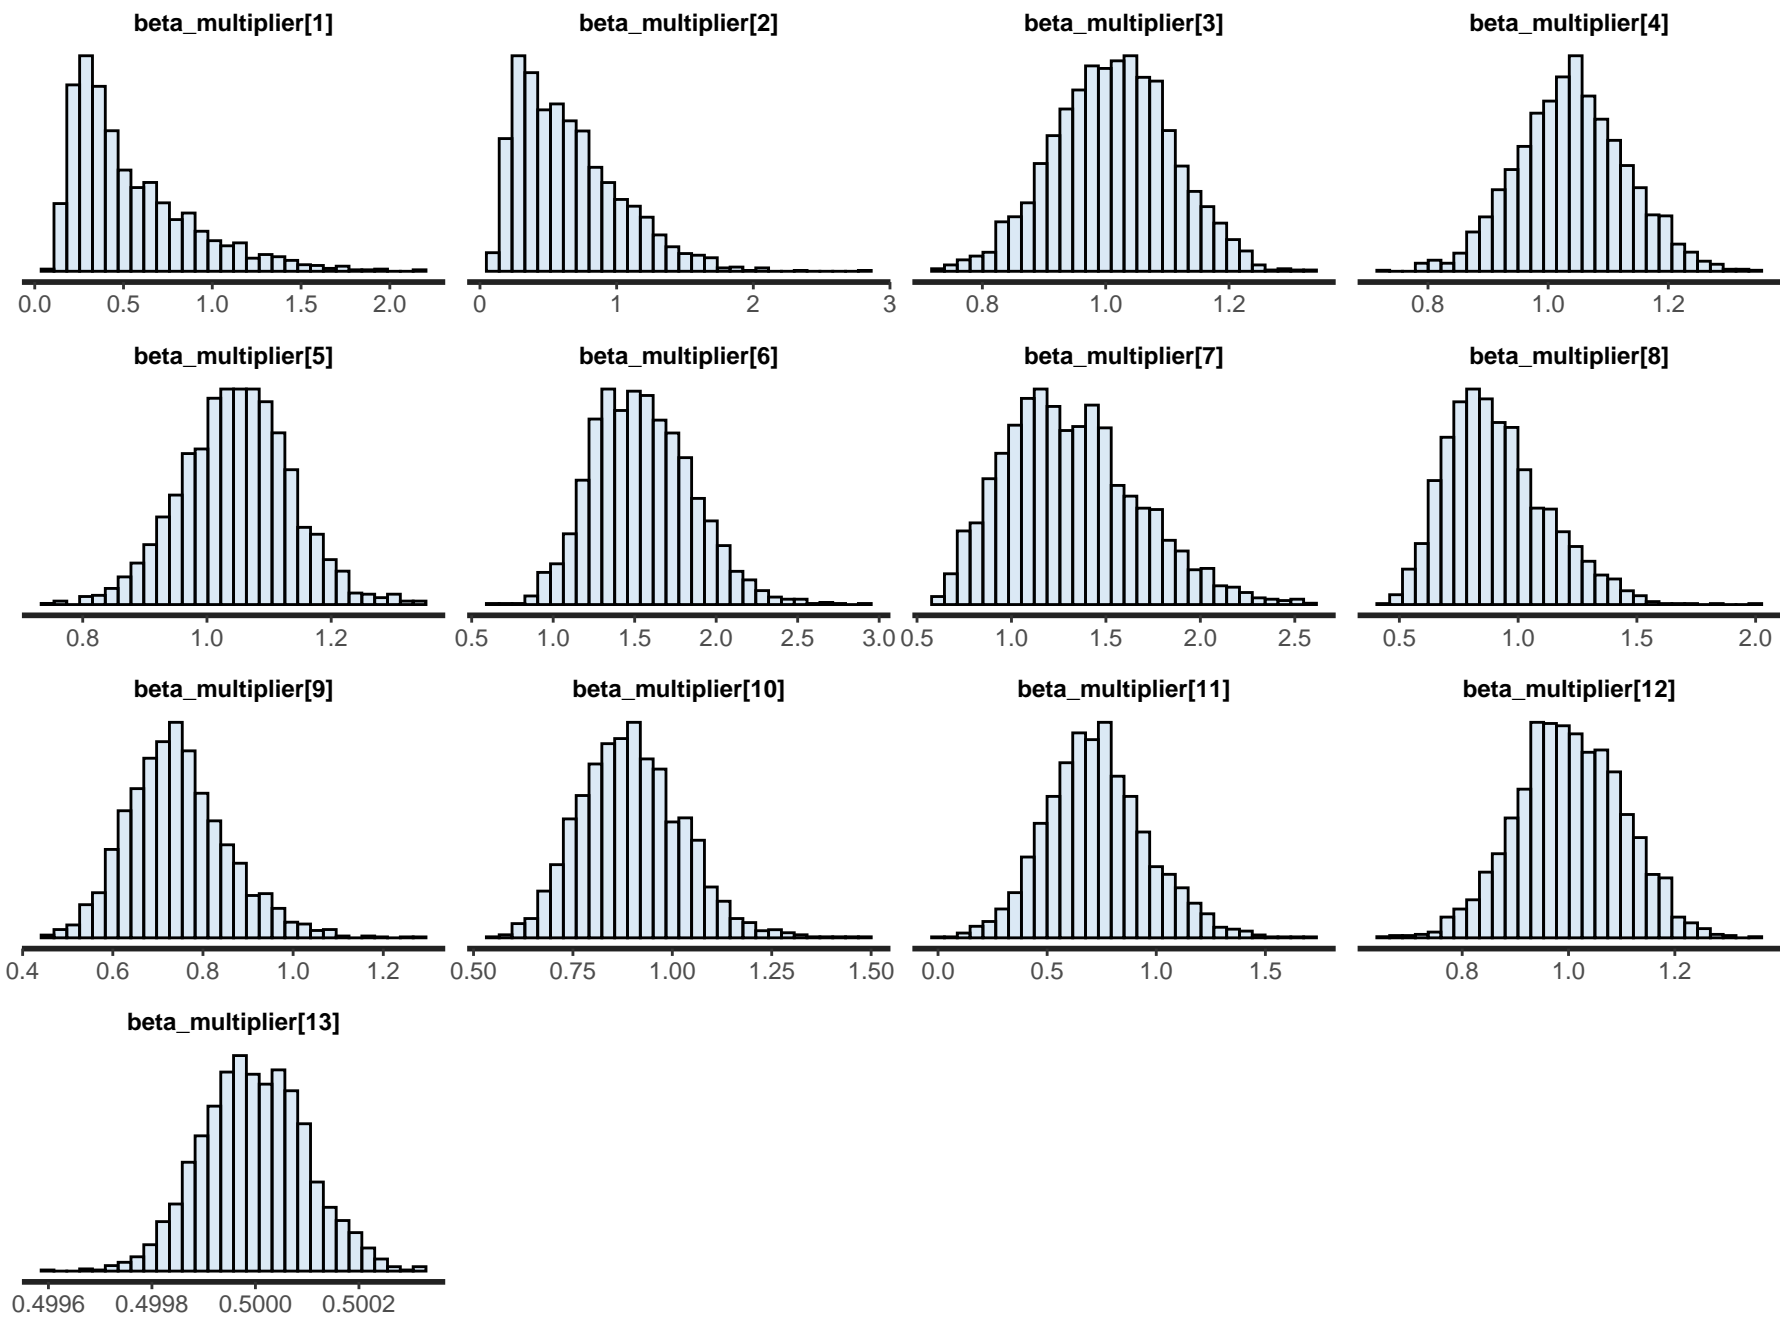 beta_multiplier[1] beta_multiplier[2] beta_multiplier[3] beta_multiplier[4]
0.0 0.5 1.0 1.5 2.0 0 1 2 3 0.8 1.0 1.2 0.8 1.0 1.2
beta_multiplier[5] beta_multiplier[6] beta_multiplier[7] beta_multiplier[8]
0.8 1.0 1.2 0.5 1.0 1.5 2.0 2.5 3.0 0.5 1.0 1.5 2.0 2.5 0.5 1.0 1.5 2.0
beta_multiplier[9] beta_multiplier[10] beta_multiplier[11] beta_multiplier[12]
0.4 0.6 0.8 1.0 1.2 0.50 0.75 1.00 1.25 1.50 0.0 0.5 1.0 1.5 0.8 1.0 1.2
beta_multiplier[13]
0.4996 0.4998 0.5000 0.5002